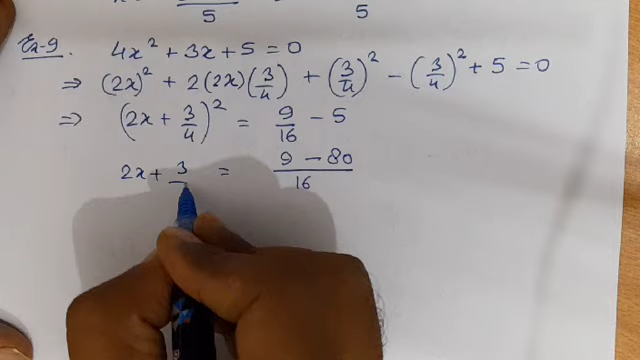 5 5
Ex-9. 4x² + 3x + 5 = 0
⇒ (2x)² + 2(2x)(3/4) + (3/4)² - (3/4)² + 5 = 0
⇒ (2x + 3/4)² = 9/16 - 5
2x + 3/ = (9 - 80)/16